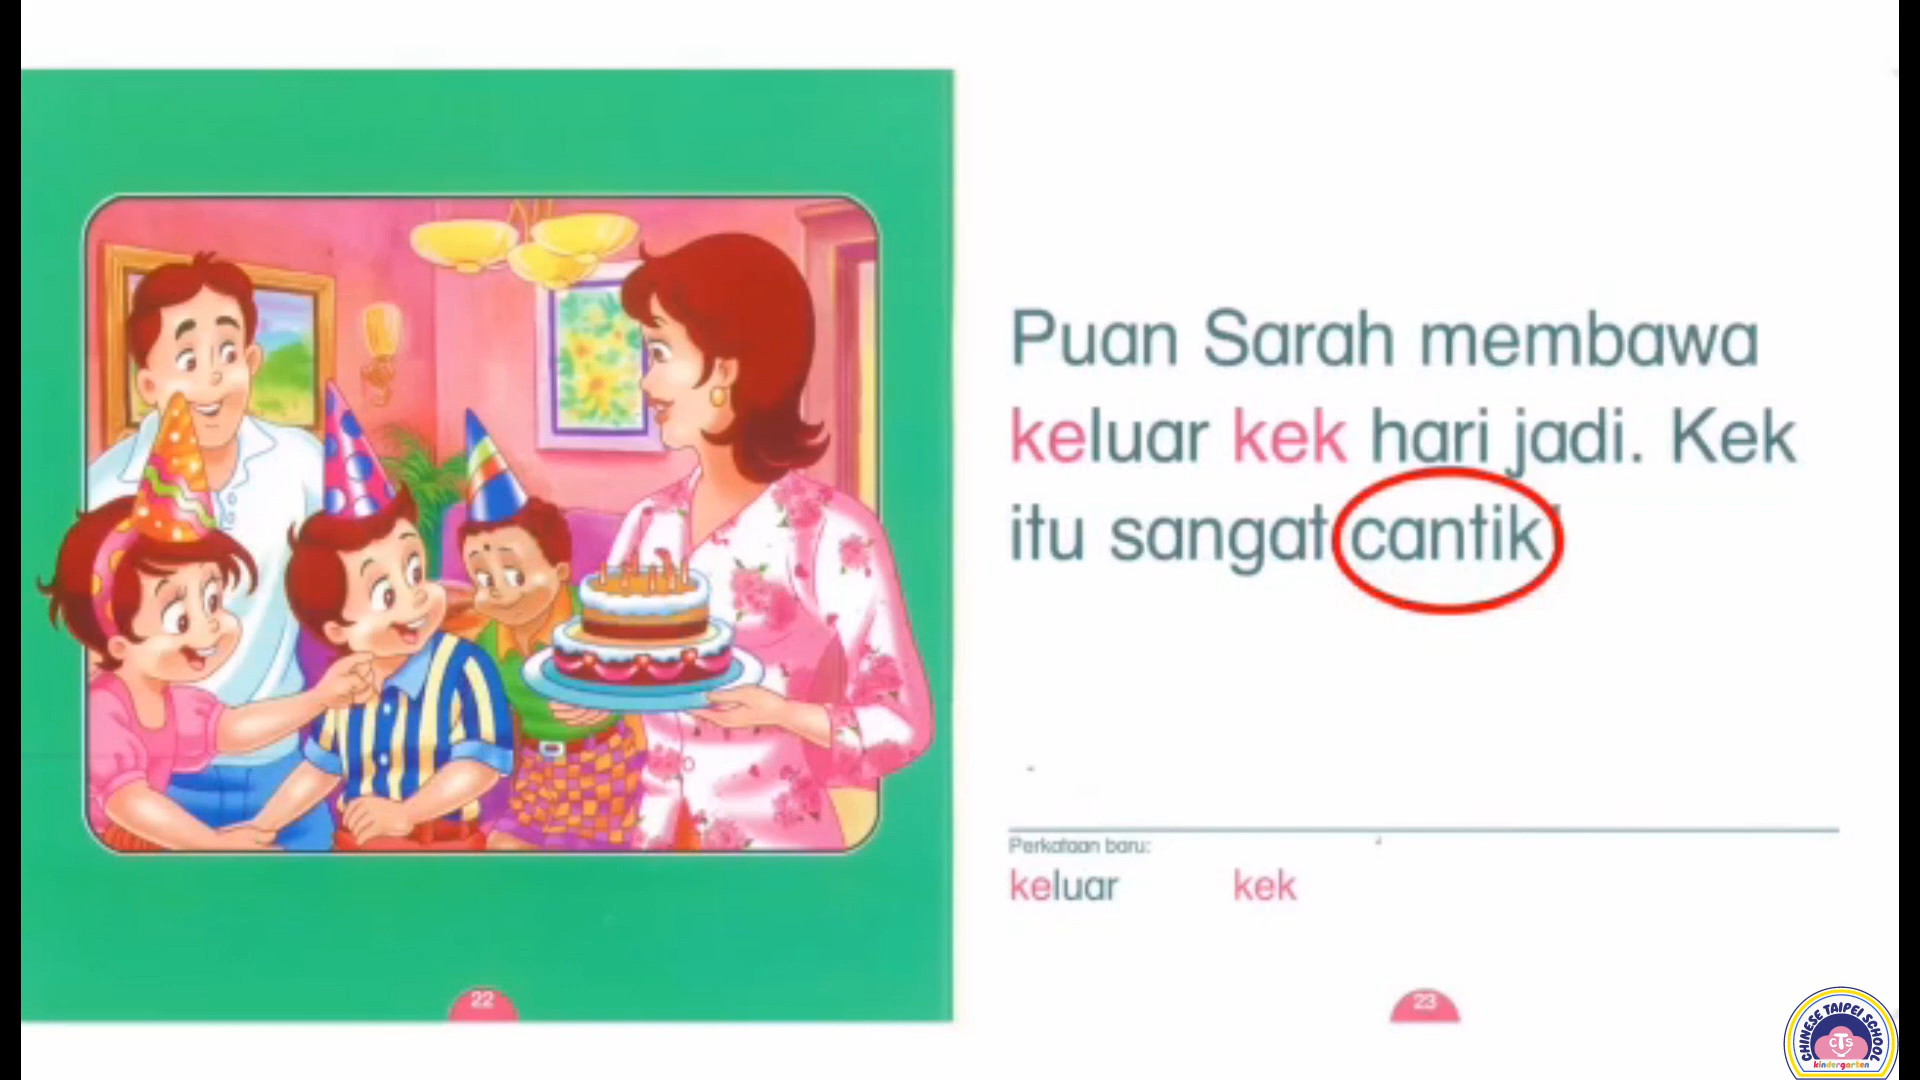 Puan Sarah membawa
keluar kek hari jadi. Kek
itu sangat cantik
Perkataan baru:
keluar kek
22
23
CHINESE TAIPEI SCHOOL
CTS
kindergarten